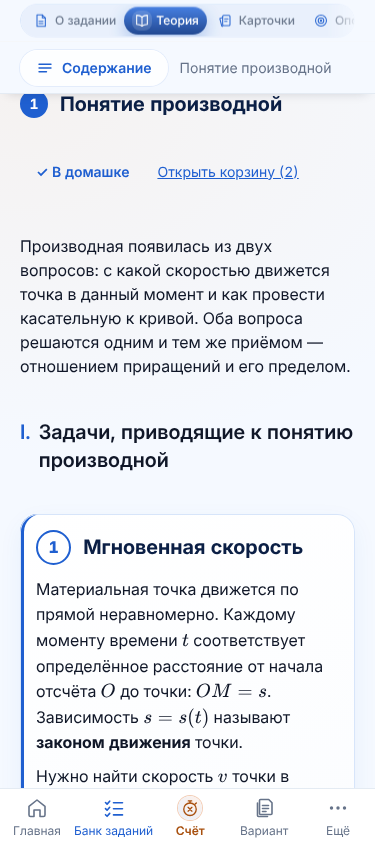 О задании Теория Карточки
Содержание Понятие производной
1 Понятие производной
✓ В домашке Открыть корзину (2)
Производная появилась из двух
вопросов: с какой скоростью движется
точка в данный момент и как провести
касательную к кривой. Оба вопроса
решаются одним и тем же приёмом —
отношением приращений и его пределом.
I. Задачи, приводящие к понятию
производной
1 Мгновенная скорость
Материальная точка движется по
прямой неравномерно. Каждому
моменту времени t соответствует
определённое расстояние от начала
отсчёта O до точки: OM = s.
Зависимость s = s(t) называют
законом движения точки.
Нужно найти скорость v точки в
Главная Банк заданий Счёт Вариант Ещё